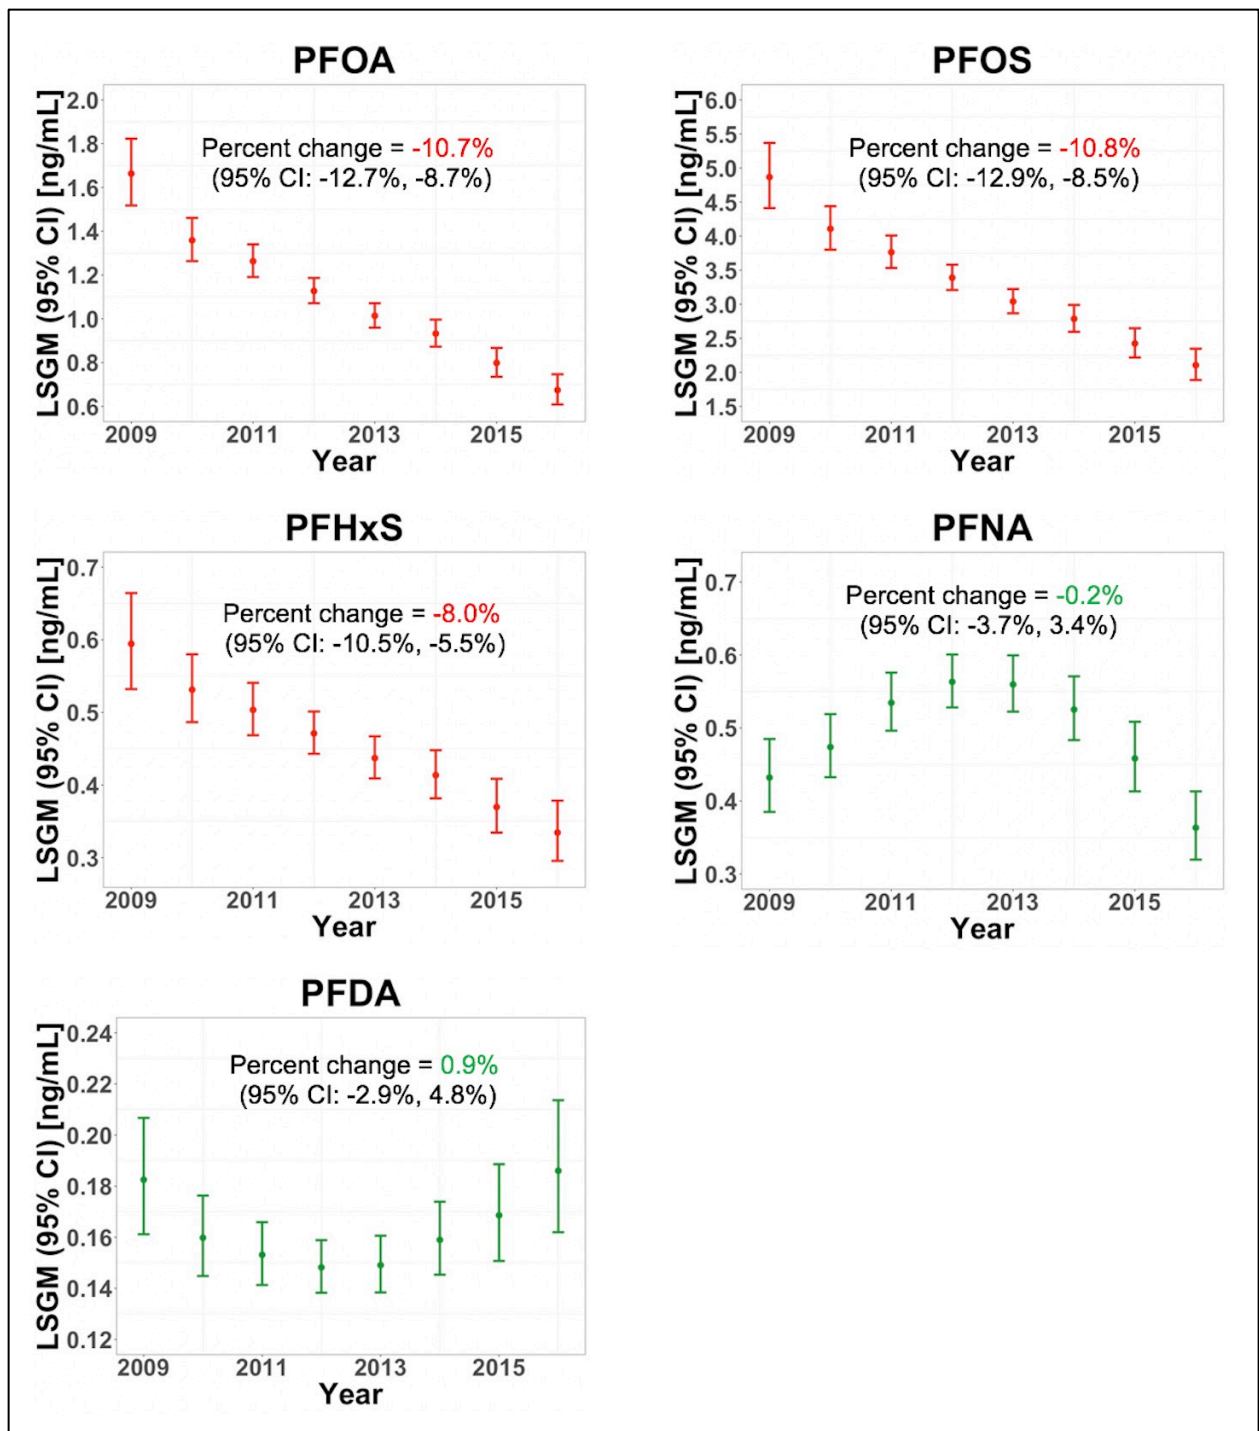 PFOA
LSGM (95% CI) [ng/mL]
2.0
1.8
1.6
1.4
1.2
1.0
0.8
0.6
Percent change = -10.7%
(95% CI: -12.7%, -8.7%)
2009 2011 2013 2015
Year
PFOS
LSGM (95% CI) [ng/mL]
6.0
5.5
5.0
4.5
4.0
3.5
3.0
2.5
2.0
1.5
Percent change = -10.8%
(95% CI: -12.9%, -8.5%)
2009 2011 2013 2015
Year
PFHxS
LSGM (95% CI) [ng/mL]
0.7
0.6
0.5
0.4
0.3
Percent change = -8.0%
(95% CI: -10.5%, -5.5%)
2009 2011 2013 2015
Year
PFNA
LSGM (95% CI) [ng/mL]
0.7
0.6
0.5
0.4
0.3
Percent change = -0.2%
(95% CI: -3.7%, 3.4%)
2009 2011 2013 2015
Year
PFDA
LSGM (95% CI) [ng/mL]
0.24
0.22
0.20
0.18
0.16
0.14
0.12
Percent change = 0.9%
(95% CI: -2.9%, 4.8%)
2009 2011 2013 2015
Year